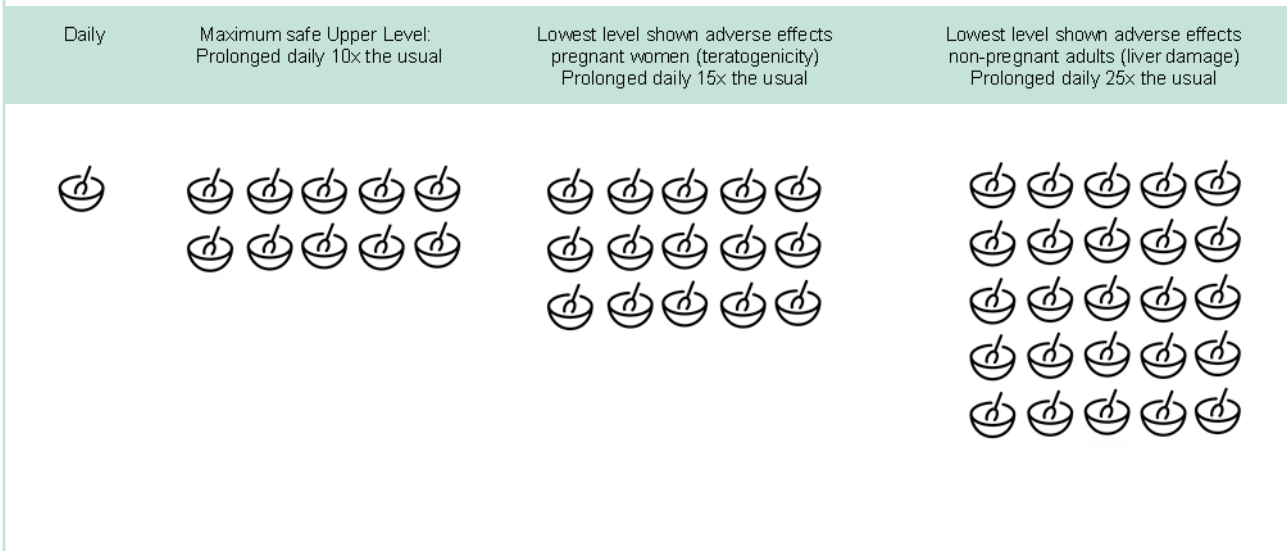 Daily
Maximum safe Upper Level:
Prolonged daily 10x the usual
Lowest level shown adverse effects
pregnant women (teratogenicity)
Prolonged daily 15x the usual
Lowest level shown adverse effects
non-pregnant adults (liver damage)
Prolonged daily 25x the usual